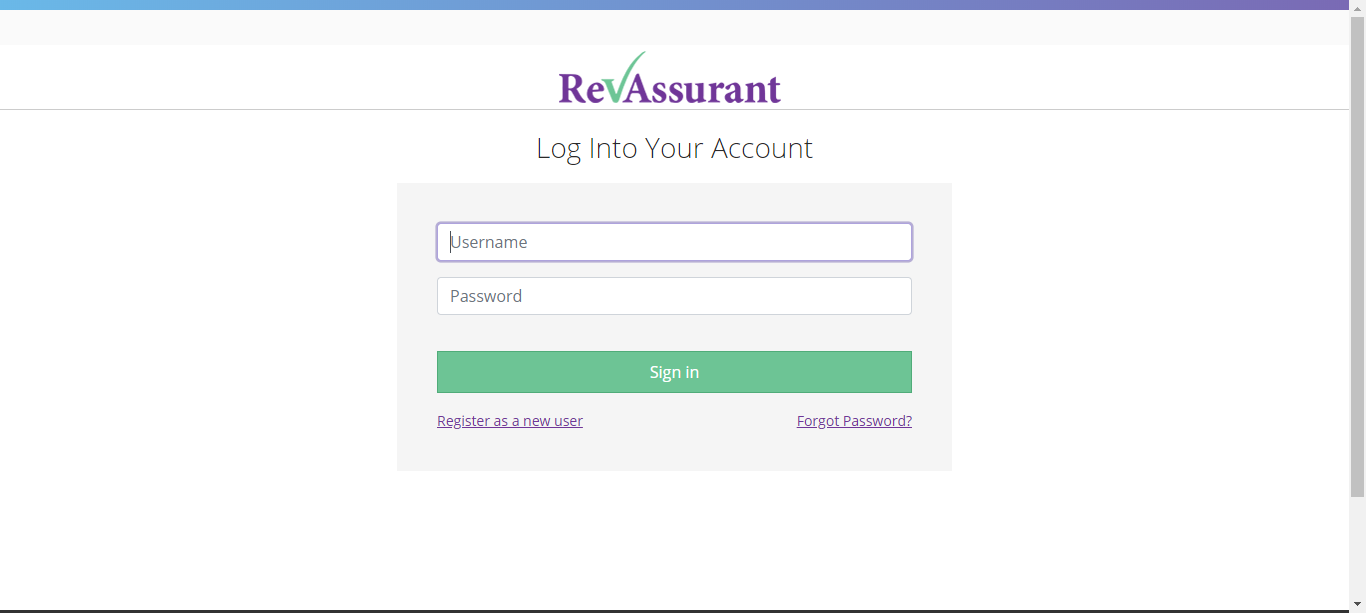 RevAssurant
Log Into Your Account
Username
Password
Sign in
Register as a new user
Forgot Password?